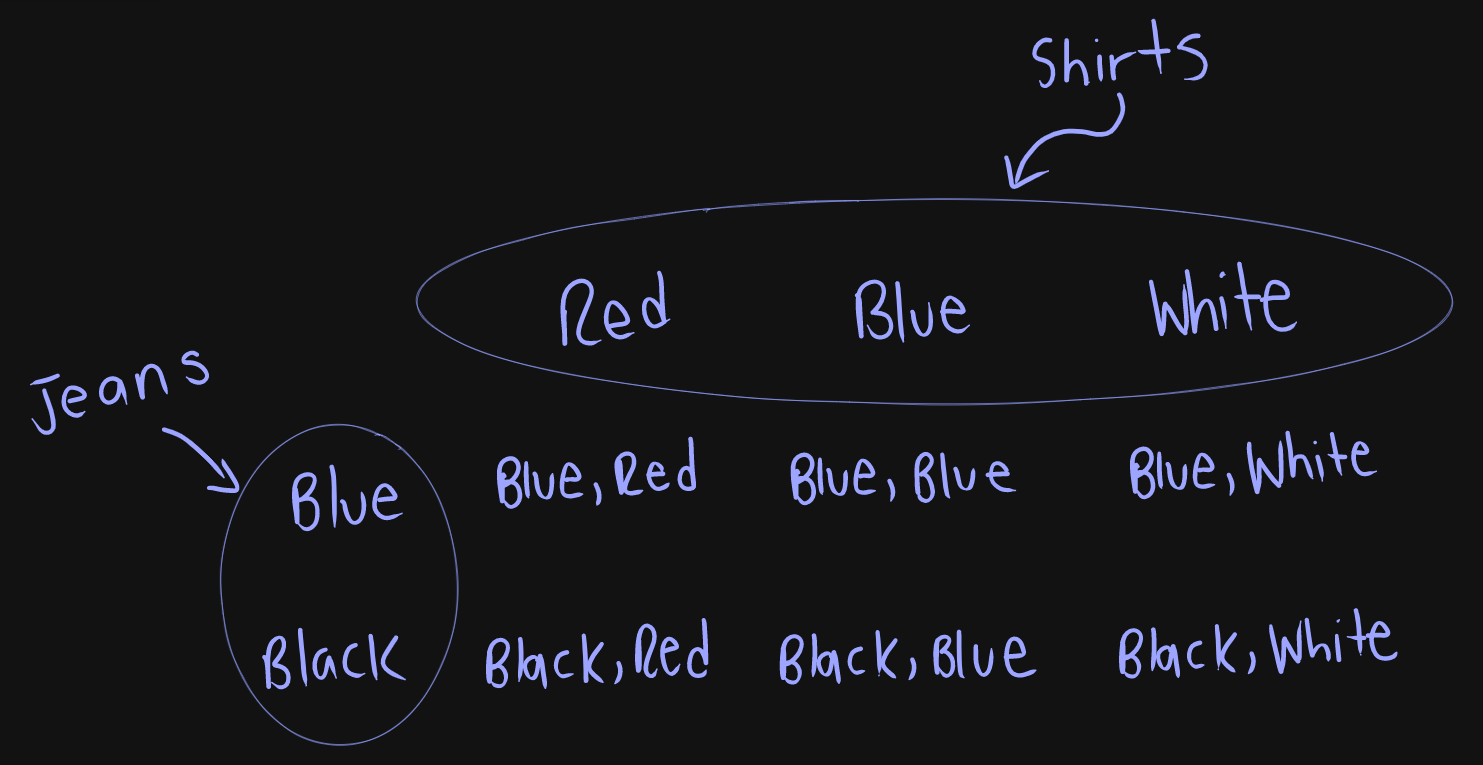 Shirts
Red Blue White
Jeans
Blue Blue, Red Blue, Blue Blue, White
Black Black, Red Black, Blue Black, White